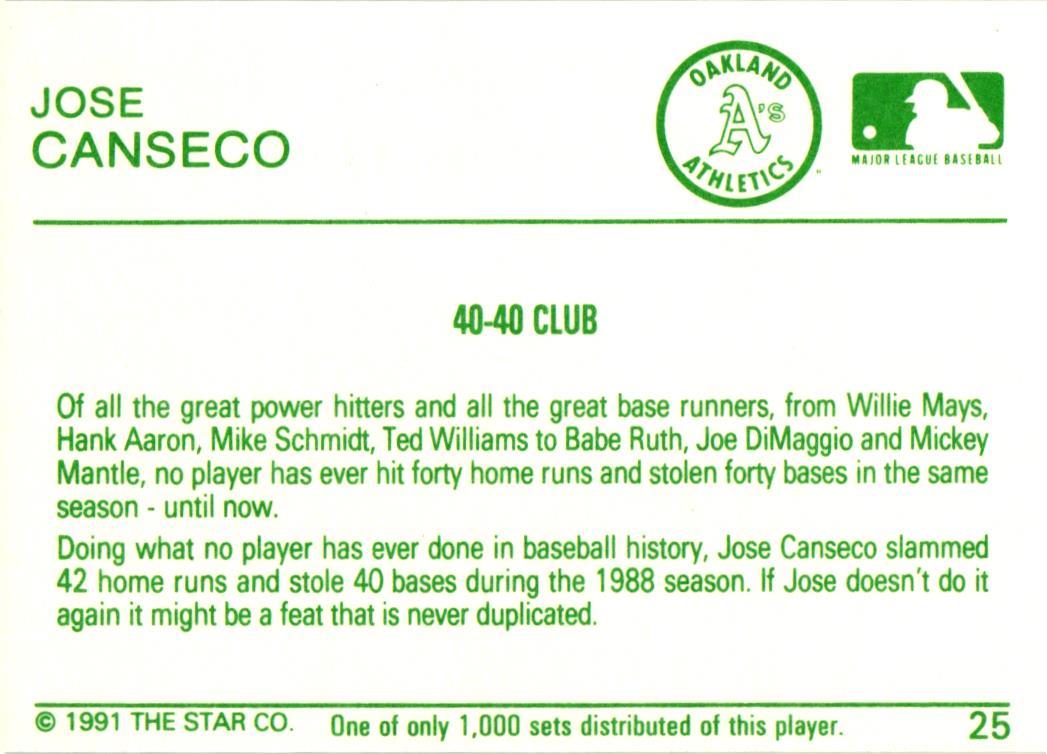 JOSE
CANSECO
OAKLAND
A's
ATHLETICS
MAJOR LEAGUE BASEBALL
40-40 CLUB
Of all the great power hitters and all the great base runners, from Willie Mays,
Hank Aaron, Mike Schmidt, Ted Williams to Babe Ruth, Joe DiMaggio and Mickey
Mantle, no player has ever hit forty home runs and stolen forty bases in the same
season - until now.
Doing what no player has ever done in baseball history, Jose Canseco slammed
42 home runs and stole 40 bases during the 1988 season. If Jose doesn't do it
again it might be a feat that is never duplicated.
© 1991 THE STAR CO. One of only 1,000 sets distributed of this player. 25